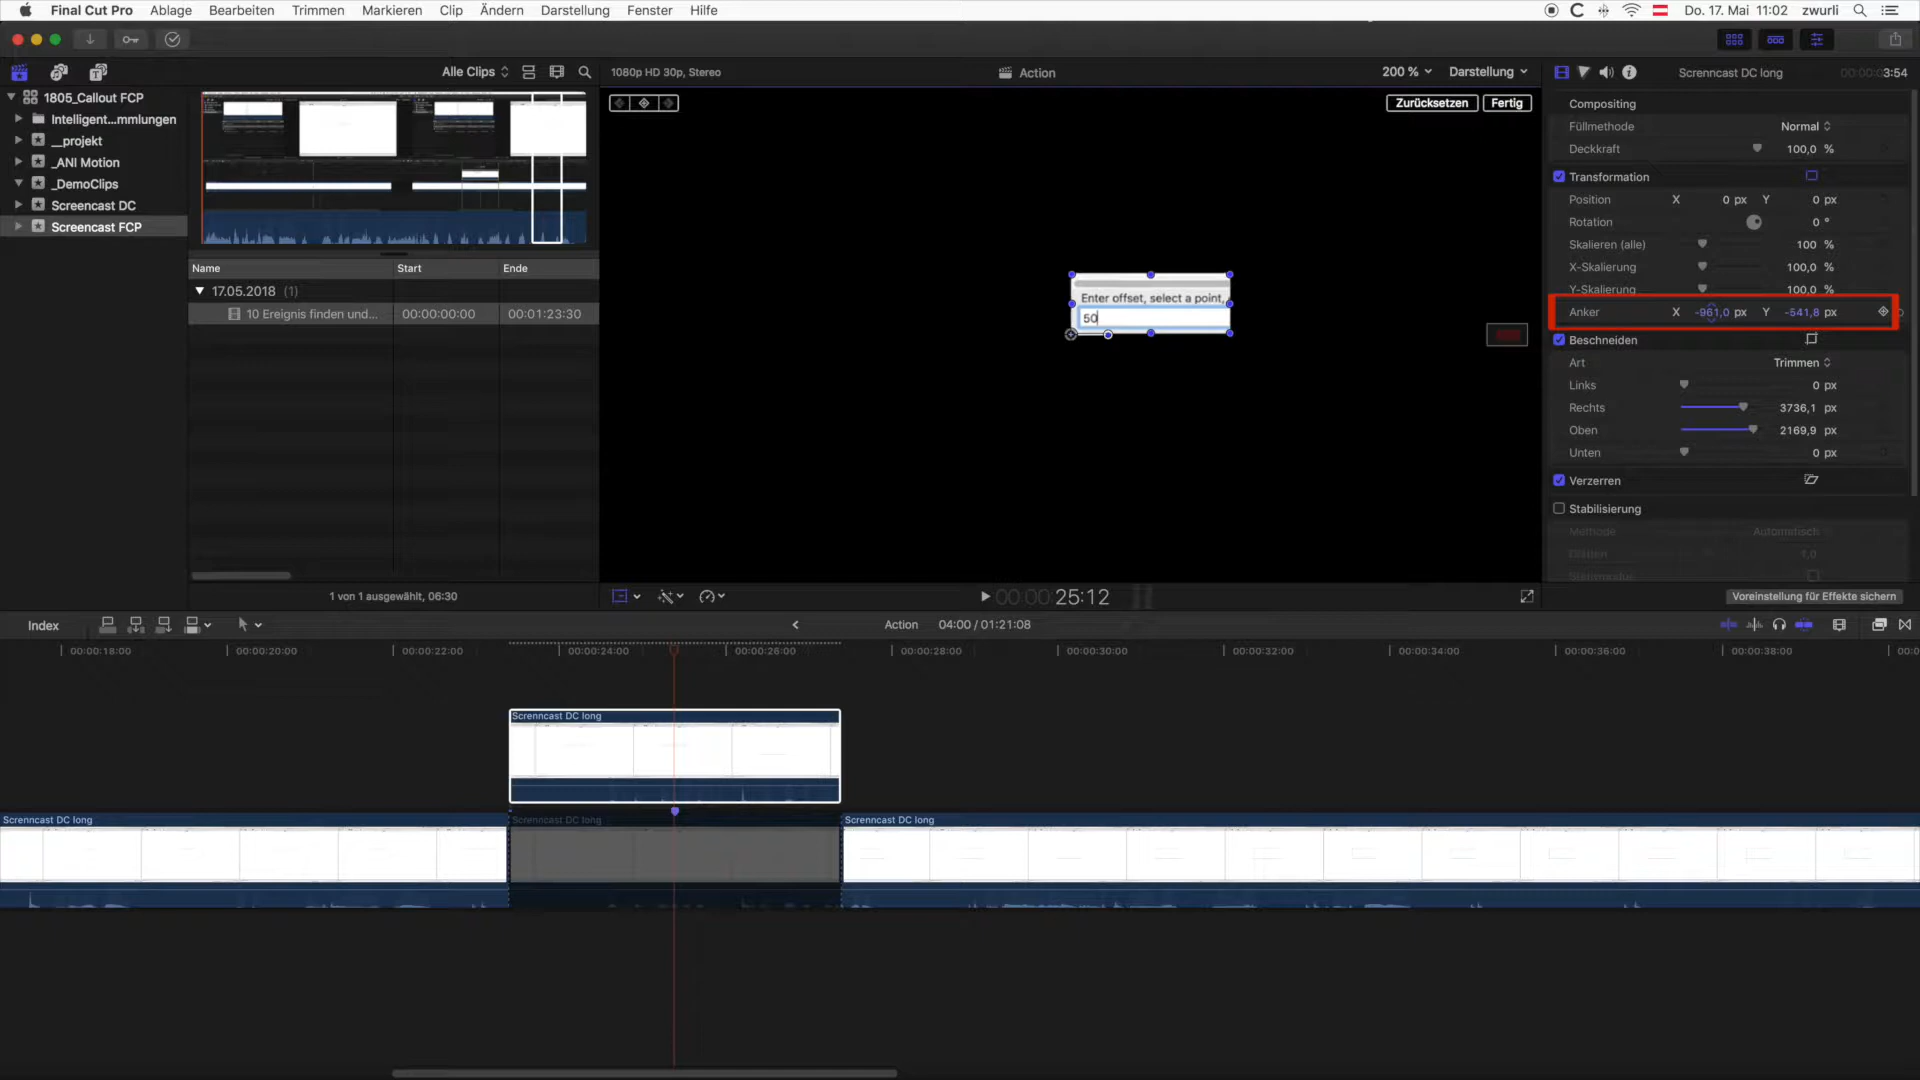 Final Cut Pro Ablage Bearbeiten Trimmen Markieren Clip Ändern Darstellung Fenster Hilfe Do. 17. Mai 11:02 zwurli
Alle Clips 1080p HD 30p, Stereo Action 200 % Darstellung Screnncast DC long 00:00:03:54
1805_Callout FCP
Intelligent...mmlungen
__projekt
_ANI Motion
_DemoClips
Screencast DC
Screencast FCP
Name Start Ende
17.05.2018 (1)
10 Ereignis finden und... 00:00:00:00 00:01:23:30
1 von 1 ausgewählt, 06:30
Zurücksetzen Fertig
Enter offset, select a point,
50
00:00:00:25:12
Compositing
Füllmethode Normal
Deckkraft 100,0 %
Transformation
Position X 0 px Y 0 px
Rotation 0 °
Skalieren (alle) 100 %
X-Skalierung 100,0 %
Y-Skalierung 100,0 %
Anker X -961,0 px Y -541,8 px
Beschneiden
Art Trimmen
Links 0 px
Rechts 3736,1 px
Oben 2169,9 px
Unten 0 px
Verzerren
Stabilisierung
Methode Automatisch
Voreinstellung für Effekte sichern
Index Action 04:00 / 01:21:08
00:00:18:00 00:00:20:00 00:00:22:00 00:00:24:00 00:00:26:00 00:00:28:00 00:00:30:00 00:00:32:00 00:00:34:00 00:00:36:00 00:00:38:00
Screnncast DC long
Screnncast DC long Screnncast DC long Screnncast DC long